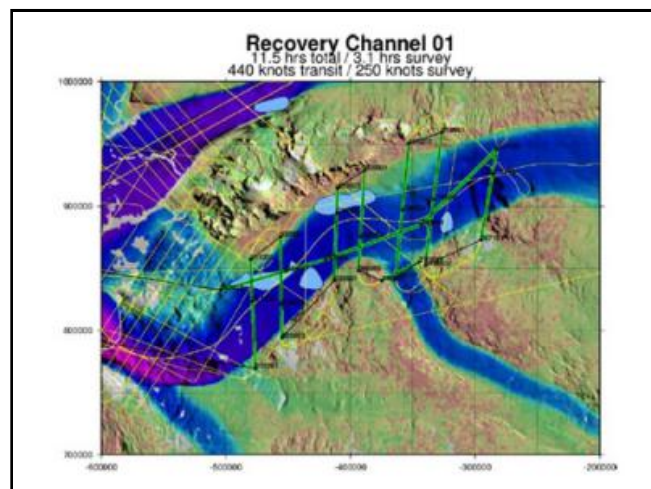 Recovery Channel 01
11.5 hrs total / 3.1 hrs survey
440 knots transit / 250 knots survey
1000000
900000
800000
700000
-600000 -500000 -400000 -300000 -200000